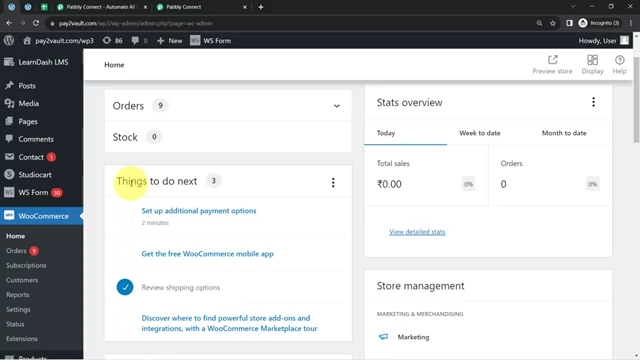 Pabbly Connect - Automate Al
Pabbly Connect
pay2vault.com/wp3/wp-admin/admin.php?page=wc-admin
Incognito (3)
86
0
New
WS Form
Howdy, User
LearnDash LMS
Posts
Media
Pages
Comments
Contact 1
Studiocart
WS Form 50
WooCommerce
Home
Orders 9
Subscriptions
Customers
Reports
Settings
Status
Extensions
Products
Home
Preview store
Display
Help
Orders 9
Stock 0
Things to do next 3
Set up additional payment options
2 minutes
Get the free WooCommerce mobile app
Review shipping options
Discover where to find powerful store add-ons and
integrations, with a WooCommerce Marketplace tour
Stats overview
Today
Week to date
Month to date
Total sales
₹0.00 0%
Orders
0 0%
View detailed stats
Store management
MARKETING & MERCHANDISING
Marketing